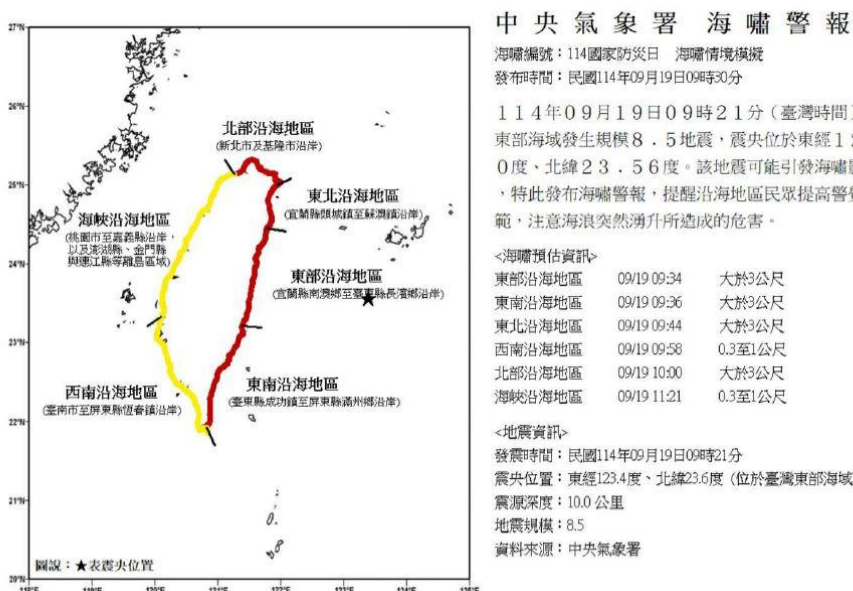 中央氣象署 海嘯警報
海嘯編號：114國家防災日 海嘯情境模擬
發布時間：民國114年09月19日09時30分
114年09月19日09時21分（臺灣時間）
東部海域發生規模8.5地震，震央位於東經12
0度、北緯23.56度。該地震可能引發海嘯
，特此發布海嘯警報，提醒沿海地區民眾提高警
範，注意海浪突然湧升所造成的危害。
<海嘯預估資訊>
東部沿海地區 09/19 09:34 大於3公尺
東南沿海地區 09/19 09:36 大於3公尺
東北沿海地區 09/19 09:44 大於3公尺
西南沿海地區 09/19 09:58 0.3至1公尺
北部沿海地區 09/19 10:00 大於3公尺
海峽沿海地區 09/19 11:21 0.3至1公尺
<地震資訊>
發震時間：民國114年09月19日09時21分
震央位置：東經123.4度、北緯23.6度（位於臺灣東部海域
震源深度：10.0 公里
地震規模：8.5
資料來源：中央氣象署
27°N
26°N
25°N
24°N
23°N
22°N
21°N
20°N
北部沿海地區
(新北市及基隆市沿岸)
東北沿海地區
(宜蘭縣頭城鎮至蘇澳鎮沿岸)
海峽沿海地區
(桃園市至嘉義縣沿岸，
以及澎湖縣、金門縣
與連江縣等離島區域)
東部沿海地區
(宜蘭縣南澳鄉至臺東縣長濱鄉沿岸)
西南沿海地區
(臺南市至屏東縣恆春鎮沿岸)
東南沿海地區
(臺東縣成功鎮至屏東縣滿州鄉沿岸)
圖說：★表震央位置